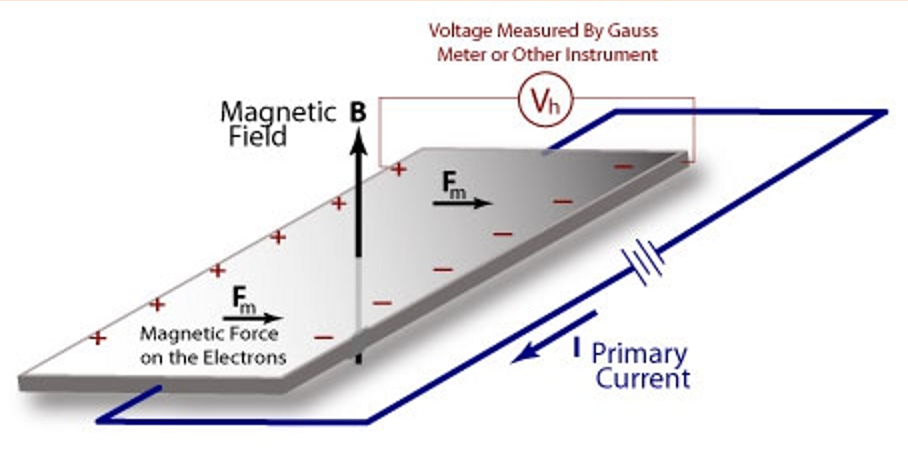 Voltage Measured By Gauss
Meter or Other Instrument
Vh
Magnetic B
Field
+ Fm −
+ −
+ −
+ −
+ Fm −
Magnetic Force
+ −
on the Electrons
I Primary
Current